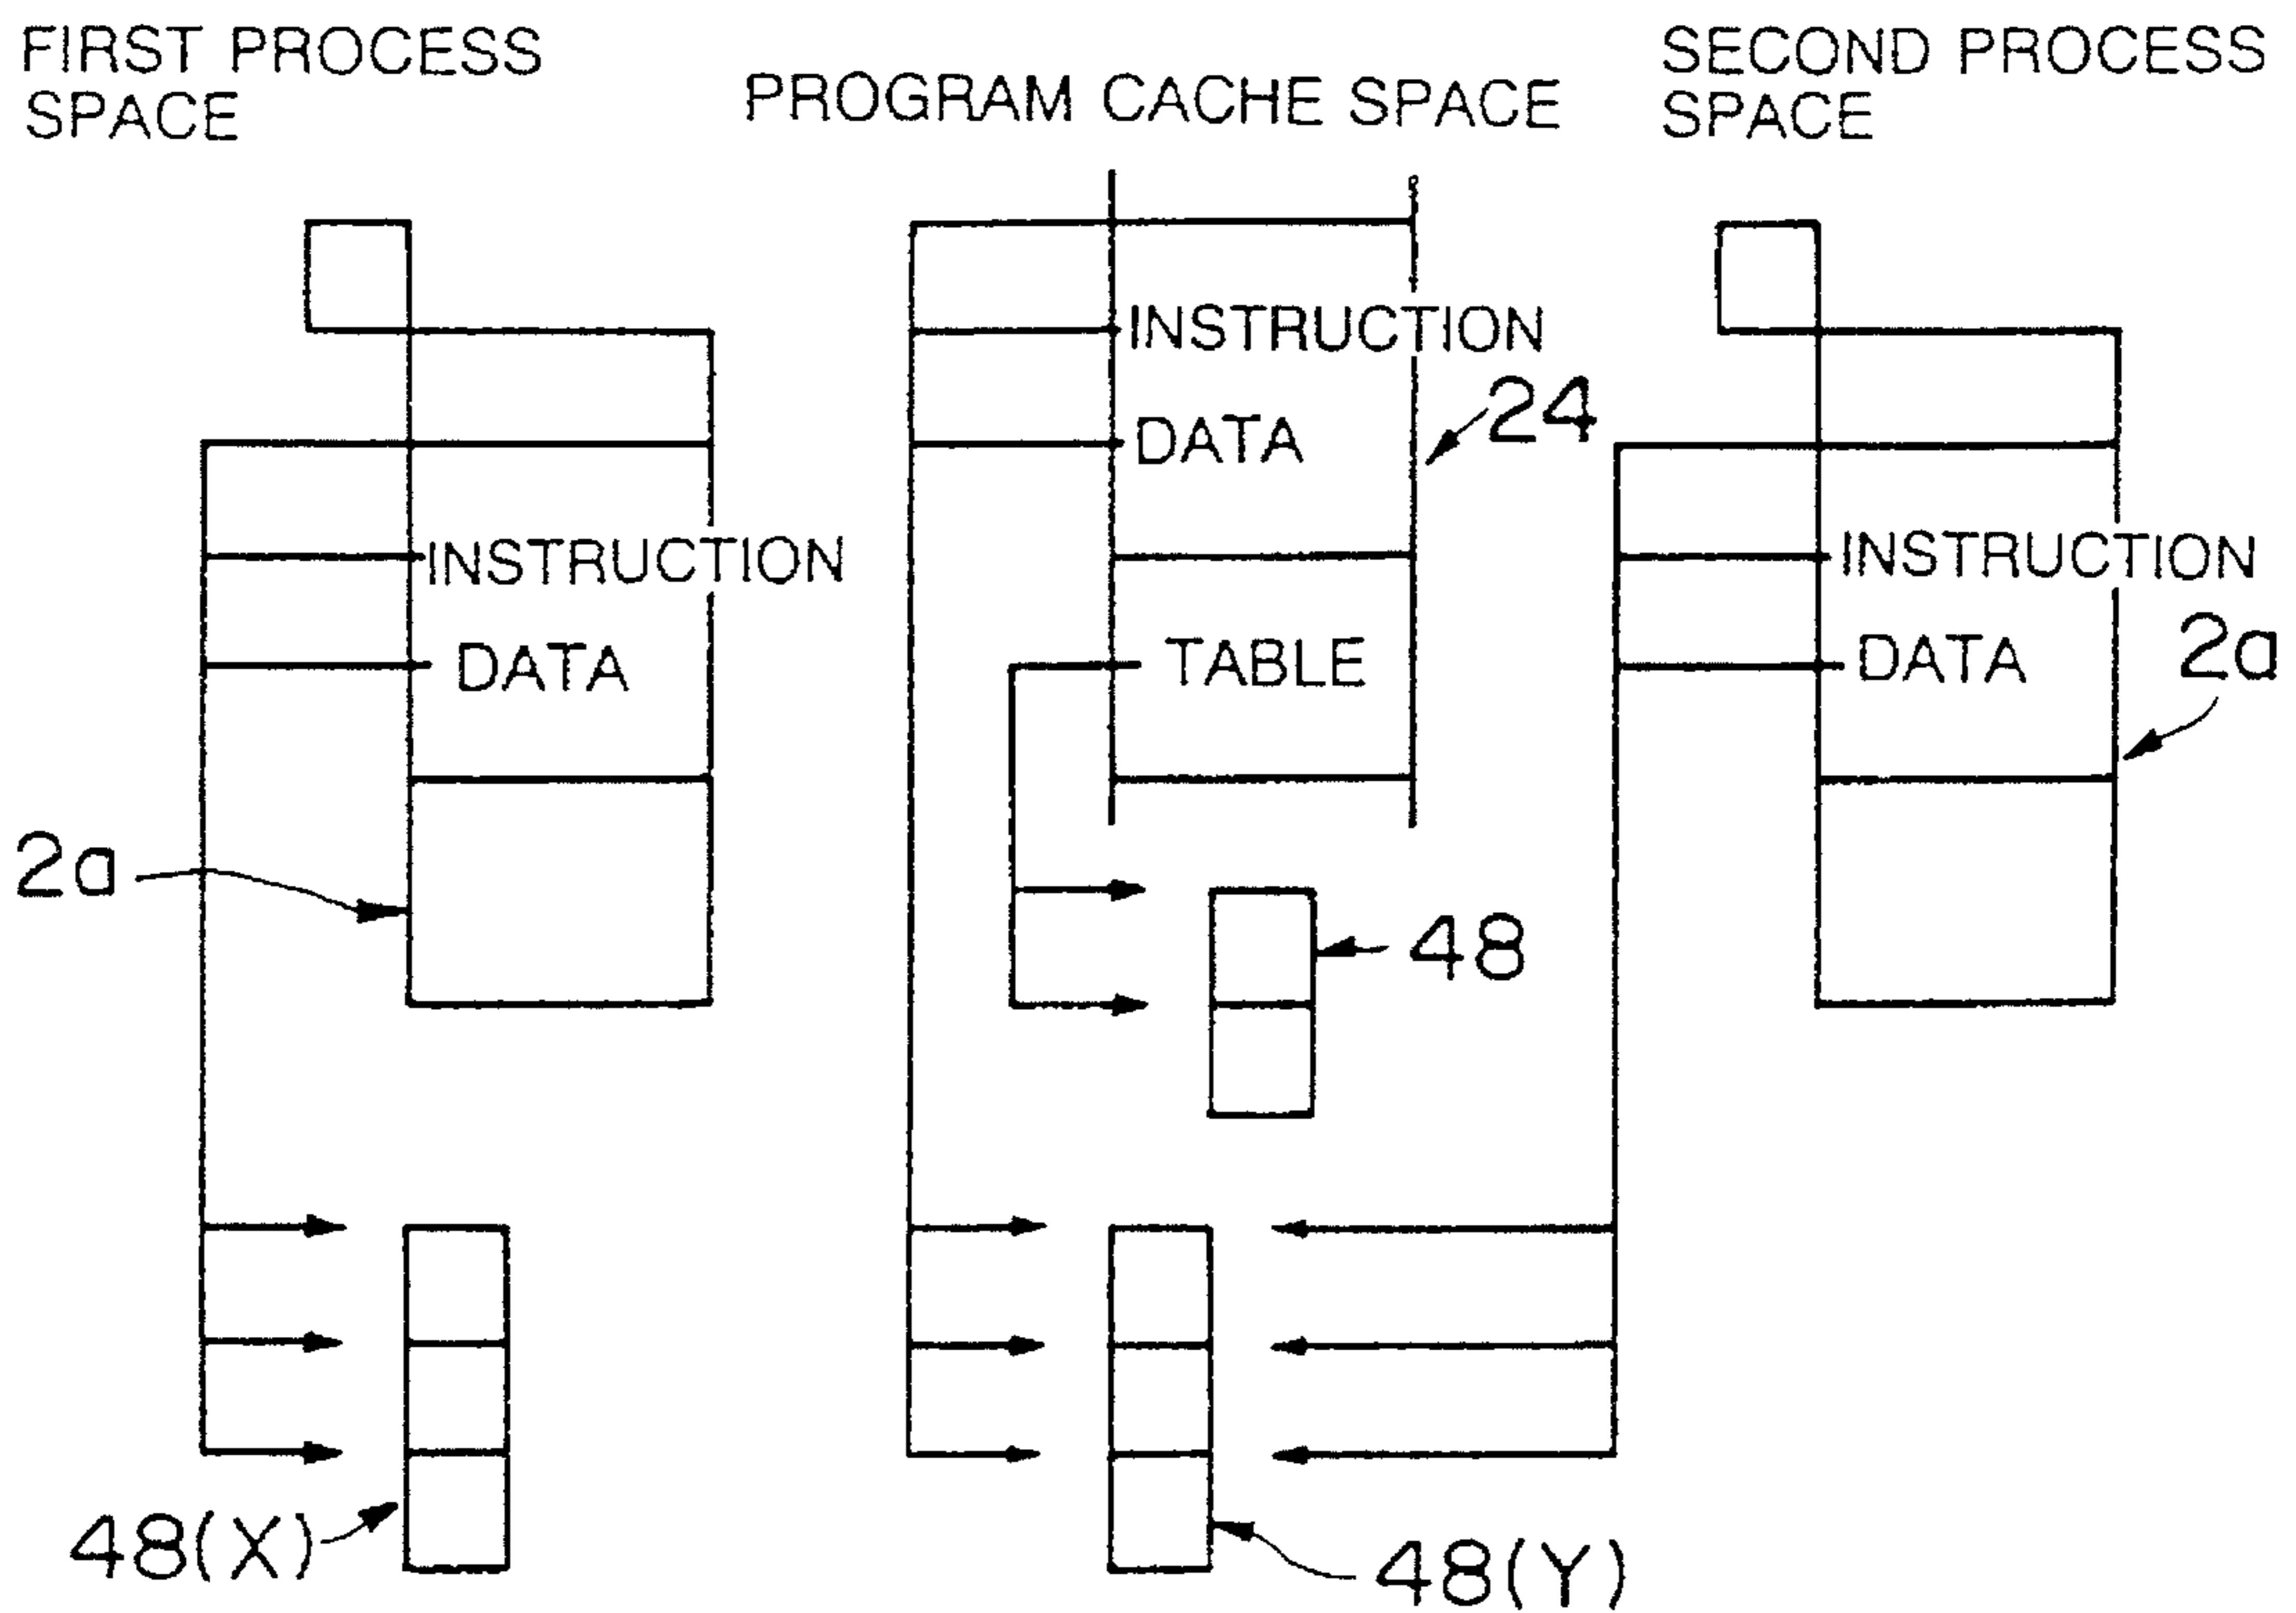 FIRST PROCESS
SPACE
PROGRAM CACHE SPACE
SECOND PROCESS
SPACE
INSTRUCTION
DATA
24
INSTRUCTION
DATA
TABLE
INSTRUCTION
DATA
2a
2a
48
48(X)
48(Y)